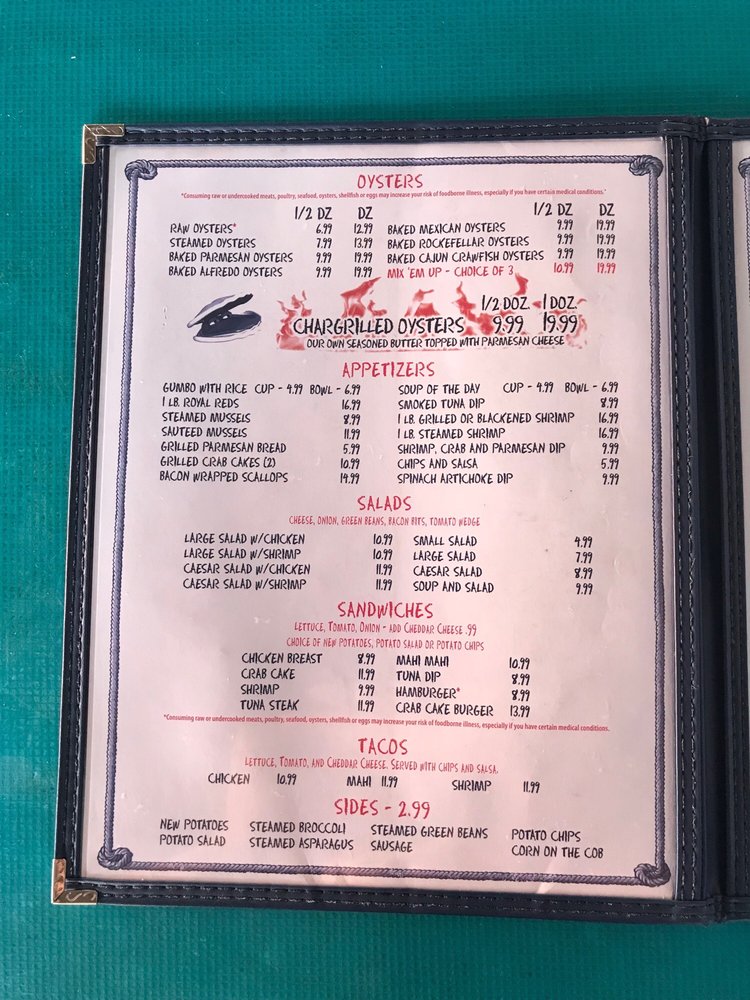 OYSTERS
*Consuming raw or undercooked meats, poultry, seafood, oysters, shellfish or eggs may increase your risk of foodborne illness, especially if you have certain medical conditions.*
1/2 DZ DZ 1/2 DZ DZ
RAW OYSTERS* 6.99 12.99 BAKED MEXICAN OYSTERS 9.99 19.99
STEAMED OYSTERS 7.99 13.99 BAKED ROCKEFELLAR OYSTERS 9.99 19.99
BAKED PARMESAN OYSTERS 9.99 19.99 BAKED CAJUN CRAWFISH OYSTERS 9.99 19.99
BAKED ALFREDO OYSTERS 9.99 19.99 MIX 'EM UP - CHOICE OF 3 10.99 19.99
1/2 DOZ. 1 DOZ.
CHARGRILLED OYSTERS 9.99 19.99
OUR OWN SEASONED BUTTER TOPPED WITH PARMESAN CHEESE
APPETIZERS
GUMBO WITH RICE CUP - 4.99 BOWL - 6.99 SOUP OF THE DAY CUP - 4.99 BOWL - 6.99
1 LB. ROYAL REDS 16.99 SMOKED TUNA DIP 8.99
STEAMED MUSSELS 8.99 1 LB. GRILLED OR BLACKENED SHRIMP 16.99
SAUTEED MUSSELS 11.99 1 LB. STEAMED SHRIMP 16.99
GRILLED PARMESAN BREAD 5.99 SHRIMP, CRAB AND PARMESAN DIP 9.99
GRILLED CRAB CAKES (2) 10.99 CHIPS AND SALSA 5.99
BACON WRAPPED SCALLOPS 14.99 SPINACH ARTICHOKE DIP 9.99
SALADS
CHEESE, ONION, GREEN BEANS, BACON BITS, TOMATO WEDGE
LARGE SALAD W/CHICKEN 10.99 SMALL SALAD 4.99
LARGE SALAD W/SHRIMP 10.99 LARGE SALAD 7.99
CAESAR SALAD W/CHICKEN 11.99 CAESAR SALAD 8.99
CAESAR SALAD W/SHRIMP 11.99 SOUP AND SALAD 9.99
SANDWICHES
LETTUCE, TOMATO, ONION - ADD CHEDDAR CHEESE .99
CHOICE OF NEW POTATOES, POTATO SALAD OR POTATO CHIPS
CHICKEN BREAST 8.99 MAHI MAHI 10.99
CRAB CAKE 11.99 TUNA DIP 8.99
SHRIMP 9.99 HAMBURGER* 8.99
TUNA STEAK 11.99 CRAB CAKE BURGER 13.99
*Consuming raw or undercooked meats, poultry, seafood, oysters, shellfish or eggs may increase your risk of foodborne illness, especially if you have certain medical conditions.
TACOS
LETTUCE, TOMATO, AND CHEDDAR CHEESE. SERVED WITH CHIPS AND SALSA.
CHICKEN 10.99 MAHI 11.99 SHRIMP 11.99
SIDES - 2.99
NEW POTATOES STEAMED BROCCOLI STEAMED GREEN BEANS POTATO CHIPS
POTATO SALAD STEAMED ASPARAGUS SAUSAGE CORN ON THE COB